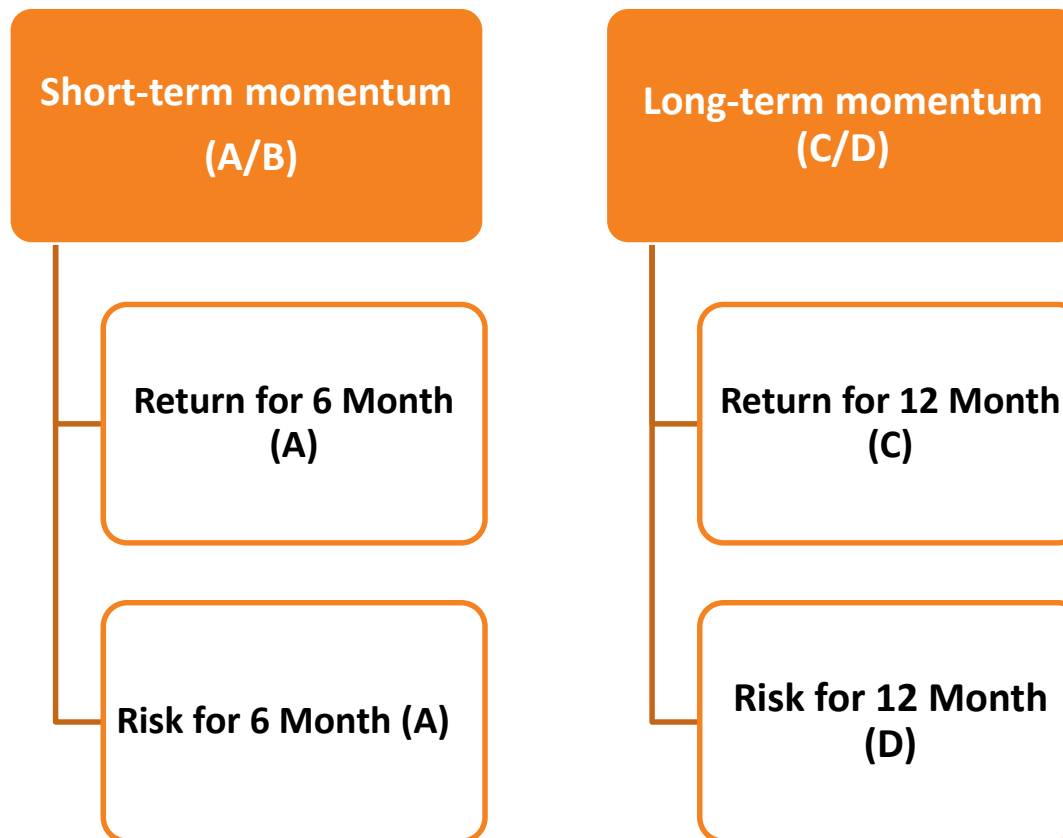 Short-term momentum
(A/B)
Return for 6 Month
(A)
Risk for 6 Month (A)
Long-term momentum
(C/D)
Return for 12 Month
(C)
Risk for 12 Month
(D)